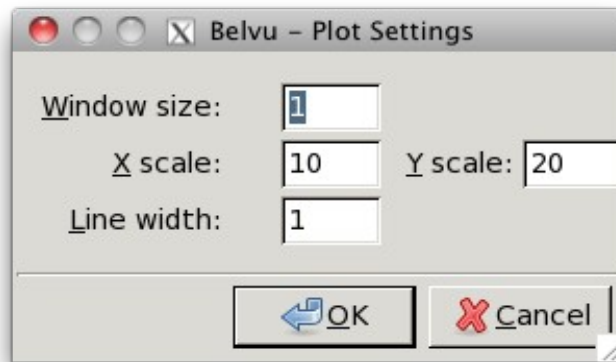 Belvu – Plot Settings
Window size: 1
X scale: 10 Y scale: 20
Line width: 1
OK Cancel